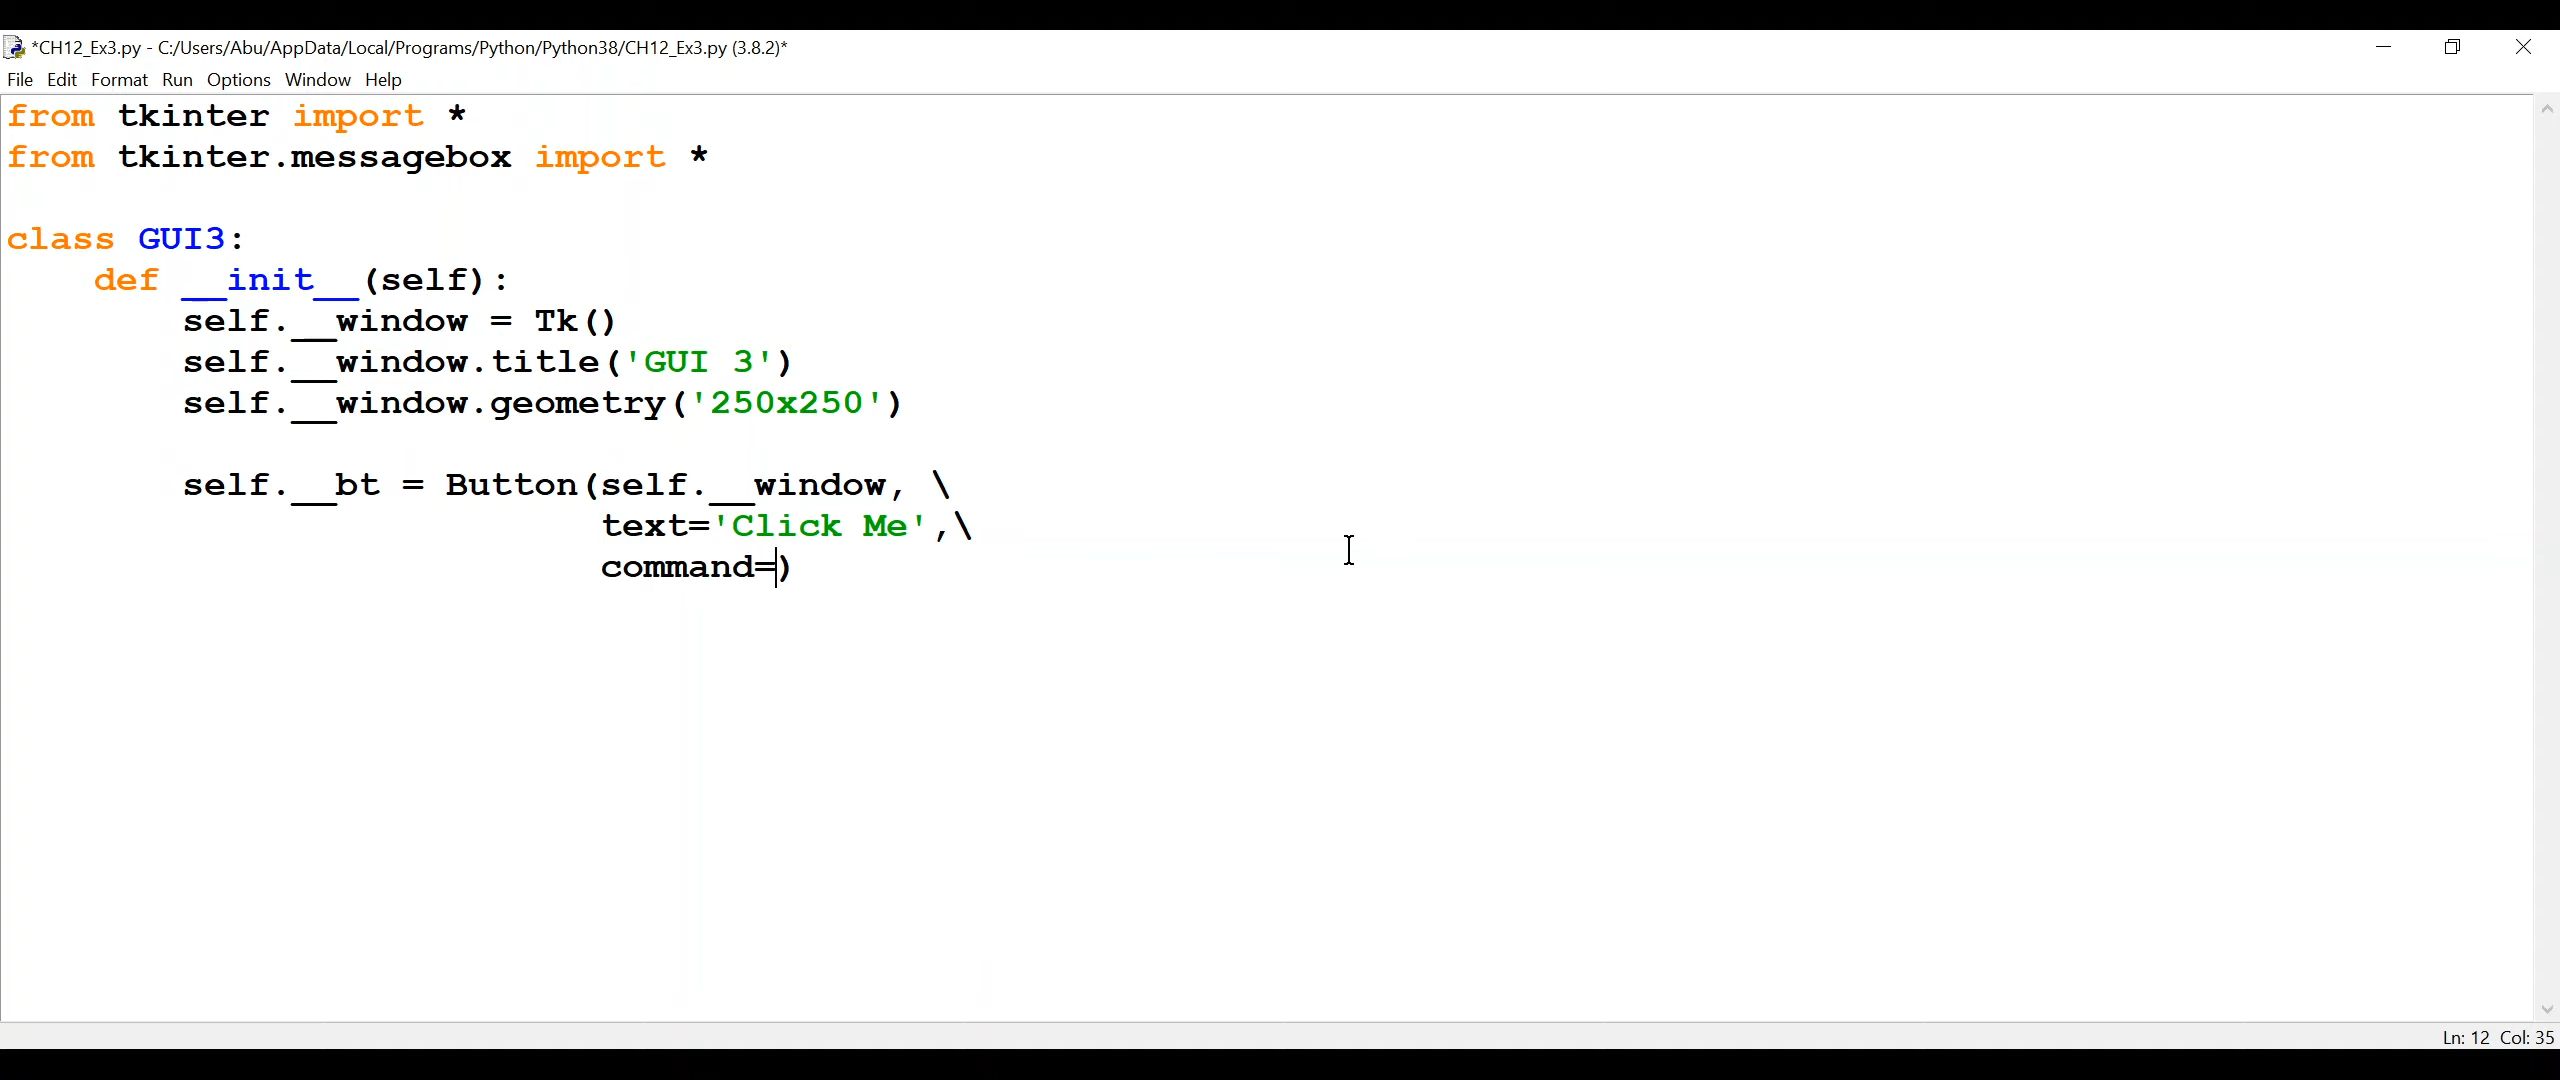 *CH12_Ex3.py - C:/Users/Abu/AppData/Local/Programs/Python/Python38/CH12_Ex3.py (3.8.2)*
File Edit Format Run Options Window Help
from tkinter import *
from tkinter.messagebox import *
class GUI3:
    def __init__(self):
        self.__window = Tk()
        self.__window.title('GUI 3')
        self.__window.geometry('250x250')
        self.__bt = Button(self.__window, \
                           text='Click Me',\
                           command=)
Ln: 12 Col: 35